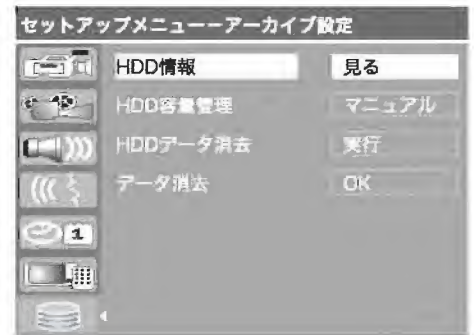 セットアップメニューーアーカイブ設定
HDD情報 見る
HDD容量管理 マニュアル
HDDデータ消去 実行
データ消去 OK
1